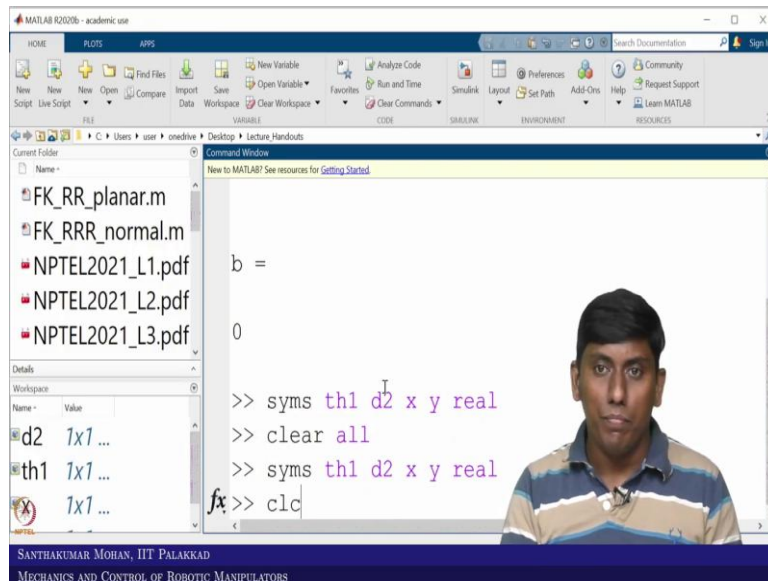 MATLAB R2020b - academic use
HOME PLOTS APPS
Search Documentation Sign
New Script New Live Script New Open Find Files Compare Import Data Save Workspace New Variable Open Variable Clear Workspace Favorites Analyze Code Run and Time Clear Commands Simulink Layout Preferences Set Path Add-Ons Help Community Request Support Learn MATLAB
FILE VARIABLE CODE SIMULINK ENVIRONMENT RESOURCES
C: Users user onedrive Desktop Lecture_Handouts
Current Folder
Name
FK_RR_planar.m
FK_RRR_normal.m
NPTEL2021_L1.pdf
NPTEL2021_L2.pdf
NPTEL2021_L3.pdf
Details
Workspace
Name Value
d2 1x1 ...
th1 1x1 ...
x 1x1 ...
NPTEL
Command Window
New to MATLAB? See resources for Getting Started.
b =
0
>> syms th1 d2 x y real
>> clear all
>> syms th1 d2 x y real
fx >> clc
SANTHAKUMAR MOHAN, IIT PALAKKAD
MECHANICS AND CONTROL OF ROBOTIC MANIPULATORS